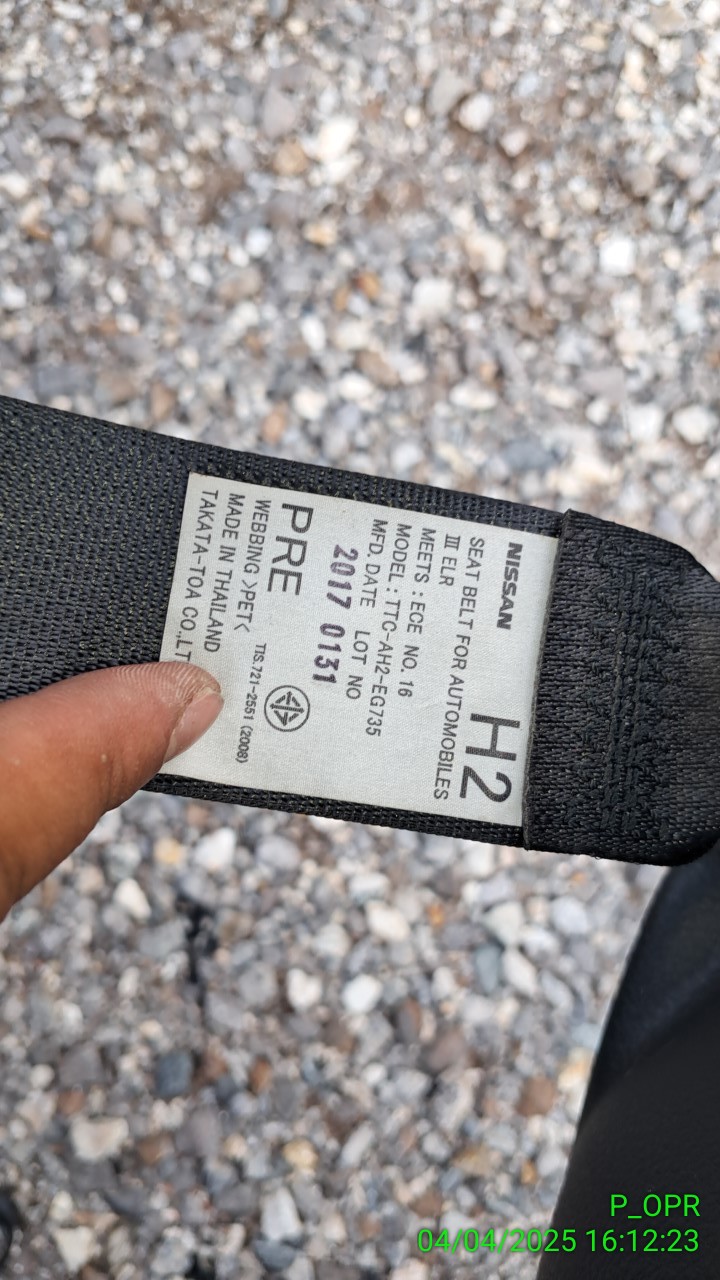 NISSAN
H2
SEAT BELT FOR AUTOMOBILES
Ⅲ ELR
MEETS : ECE NO. 16
MODEL : TTC-AH2-EG735
MFD. DATE LOT NO
2017 0131
PRE
WEBBING >PET< TIS.721-2551 (2008)
MADE IN THAILAND
TAKATA-TOA CO.,LT
P_OPR
04/04/2025 16:12:23